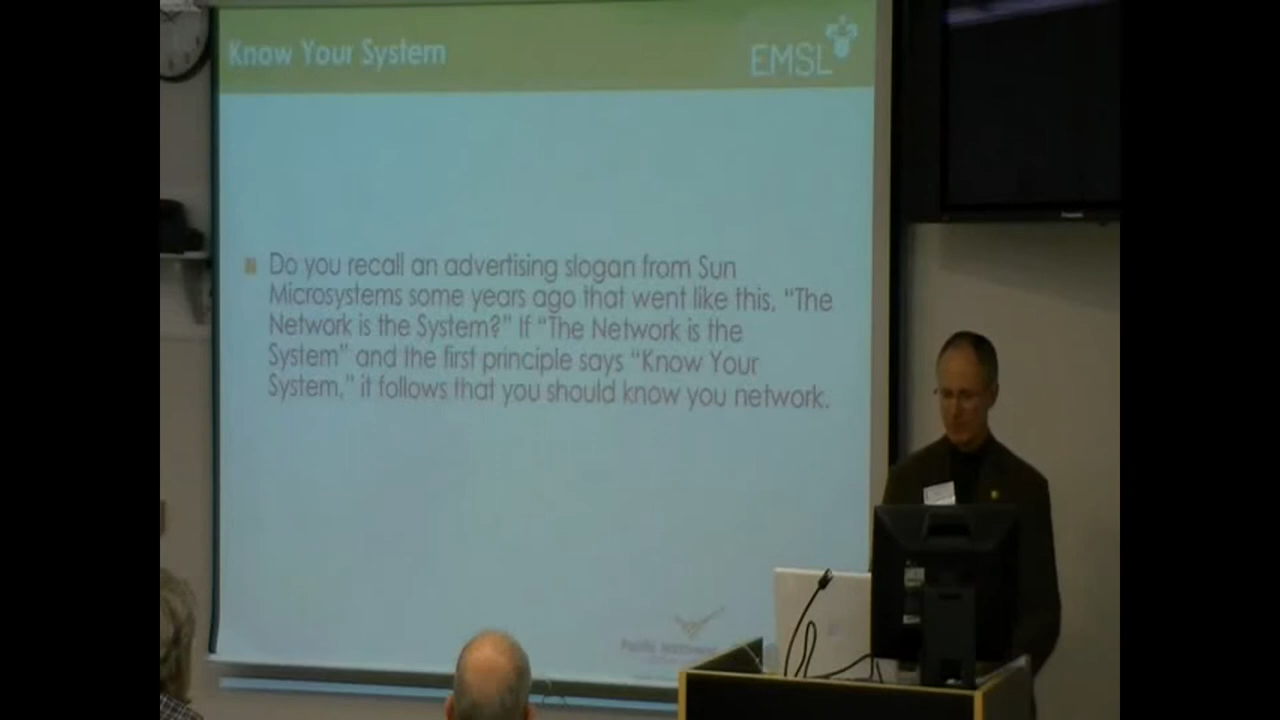 Know Your System
EMSL
Do you recall an advertising slogan from Sun
Microsystems some years ago that went like this, “The
Network is the System?” If “The Network is the
System” and the first principle says “Know Your
System,” it follows that you should know you network.
Pacific Northwest